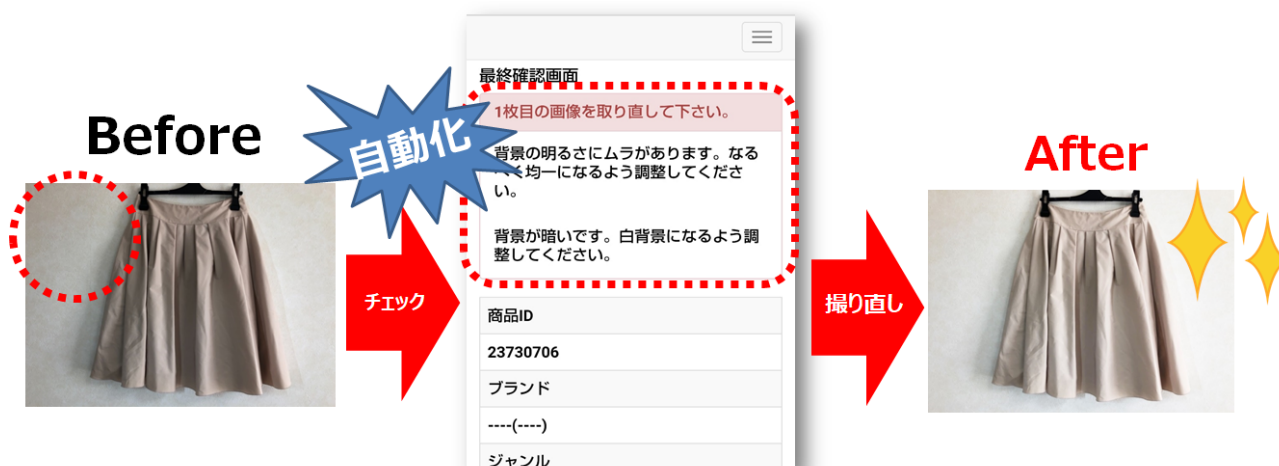 Before
自動化
チェック
最終確認画面
1枚目の画像を取り直して下さい。
背景の明るさにムラがあります。なる
べく均一になるよう調整してくださ
い。
背景が暗いです。白背景になるよう調
整してください。
商品ID
23730706
ブランド
----(----)
ジャンル
撮り直し
After